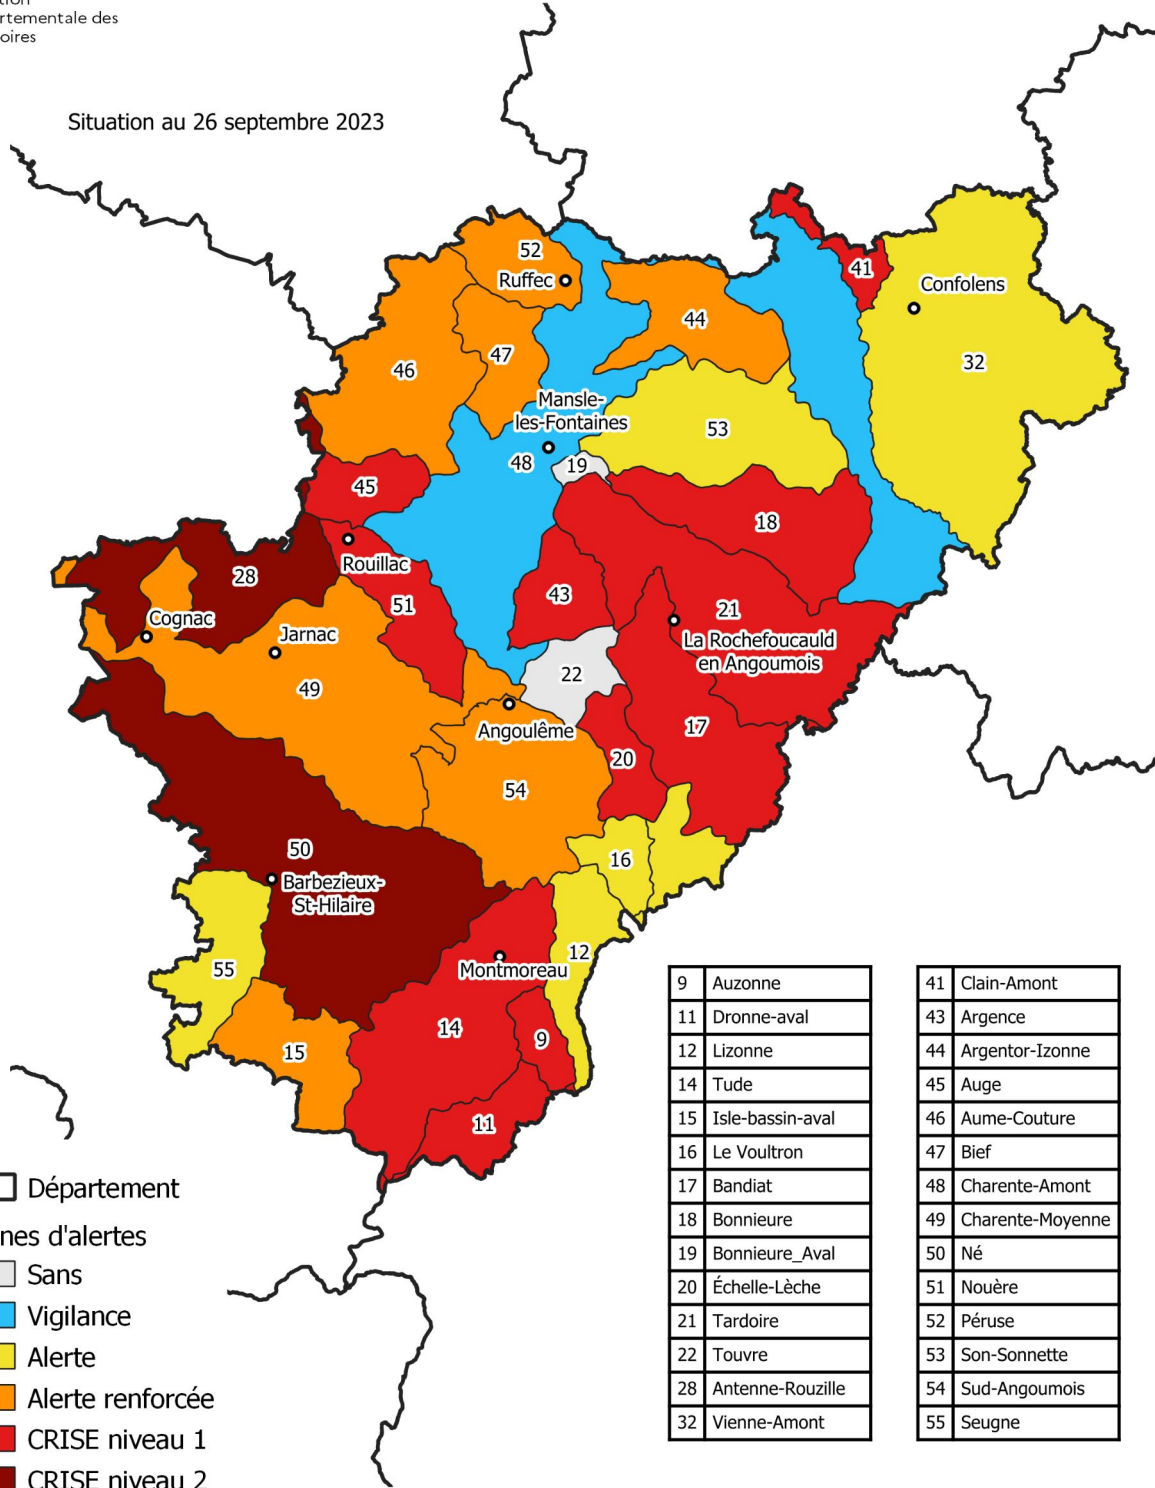 rtementale des
oires
Situation au 26 septembre 2023
52
Ruffec
41
Confolens
44
47
46
32
Mansle-
les-Fontaines
53
48
19
45
18
Rouillac
28
43
51
21
Cognac
Jarnac
La Rochefoucauld
en Angoumois
22
49
17
Angoulême
20
54
50
16
Barbezieux-
St-Hilaire
12
55
Montmoreau
14
9
15
11
9 Auzonne
11 Dronne-aval
12 Lizonne
14 Tude
15 Isle-bassin-aval
16 Le Voultron
17 Bandiat
18 Bonnieure
19 Bonnieure_Aval
20 Échelle-Lèche
21 Tardoire
22 Touvre
28 Antenne-Rouzille
32 Vienne-Amont
41 Clain-Amont
43 Argence
44 Argentor-Izonne
45 Auge
46 Aume-Couture
47 Bief
48 Charente-Amont
49 Charente-Moyenne
50 Né
51 Nouère
52 Péruse
53 Son-Sonnette
54 Sud-Angoumois
55 Seugne
Département
nes d'alertes
Sans
Vigilance
Alerte
Alerte renforcée
CRISE niveau 1
CRISE niveau 2